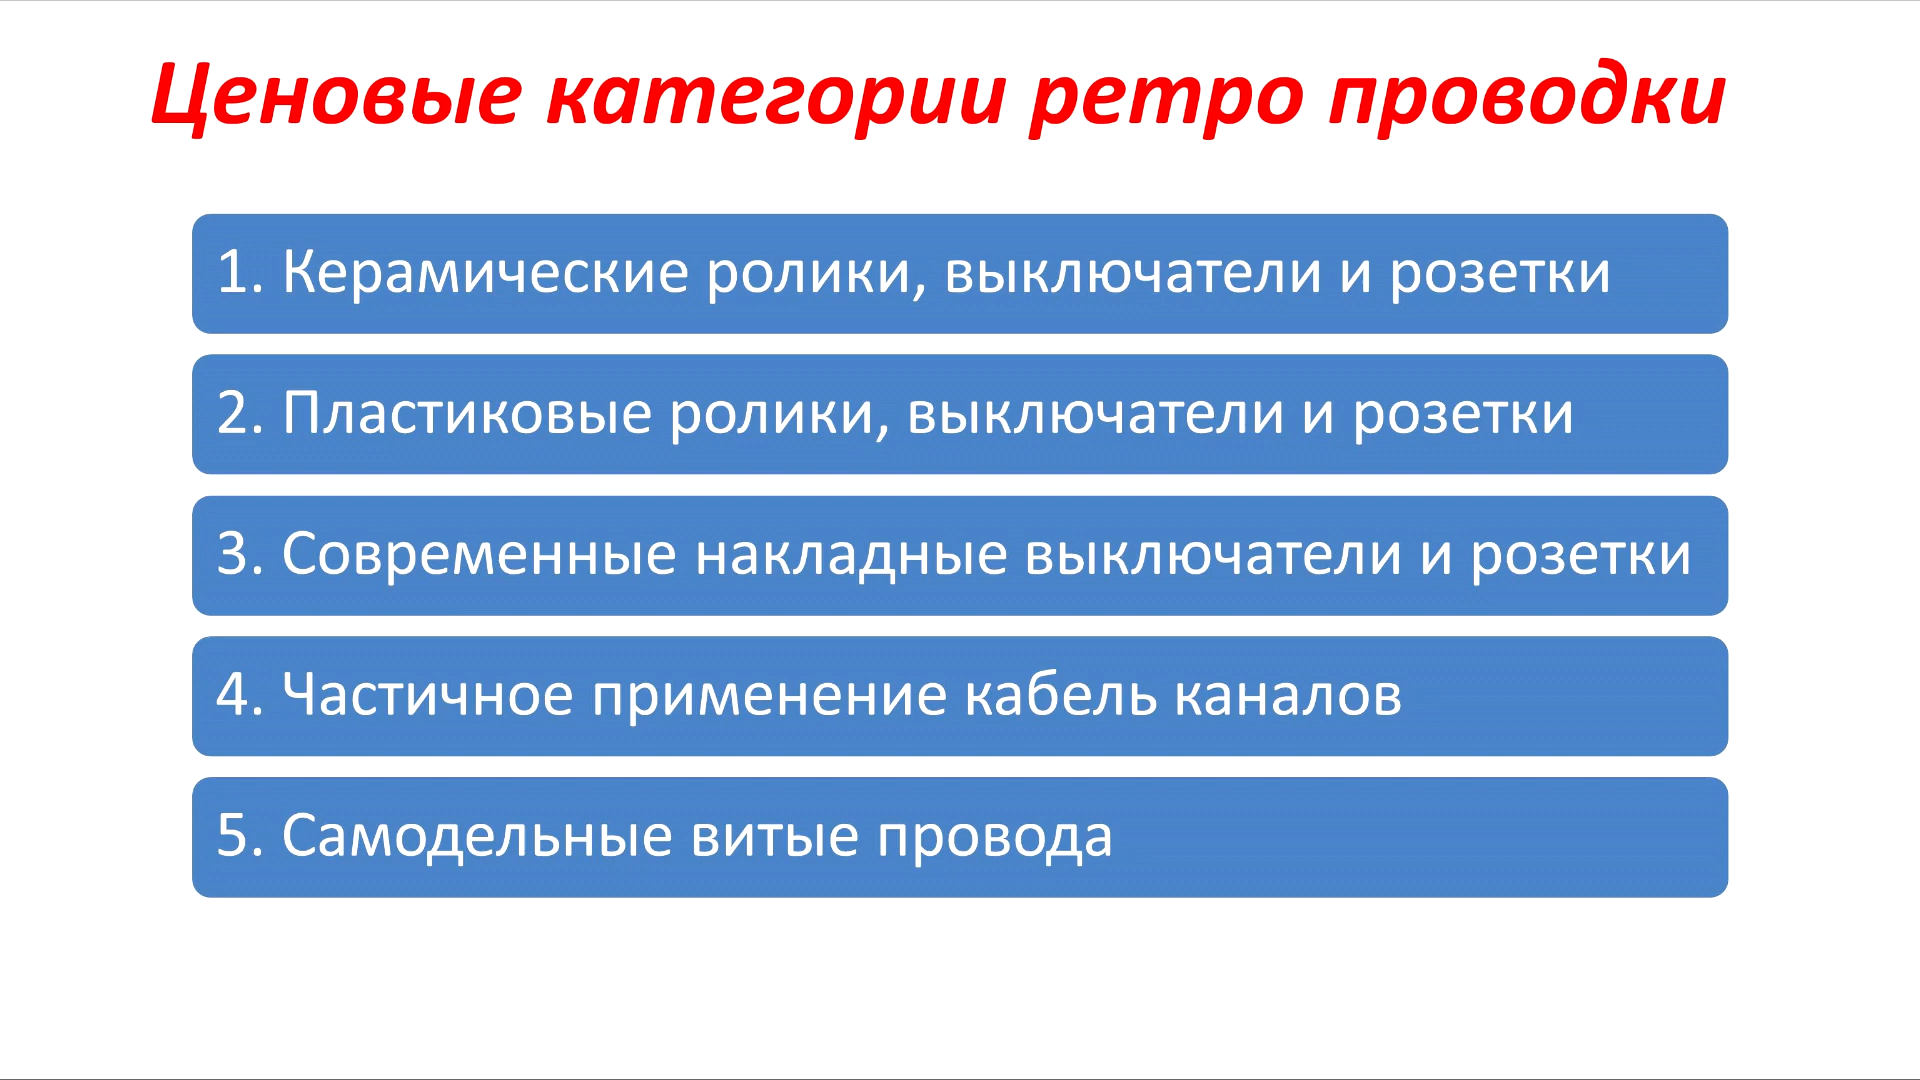 Ценовые категории ретро проводки
1. Керамические ролики, выключатели и розетки
2. Пластиковые ролики, выключатели и розетки
3. Современные накладные выключатели и розетки
4. Частичное применение кабель каналов
5. Самодельные витые провода